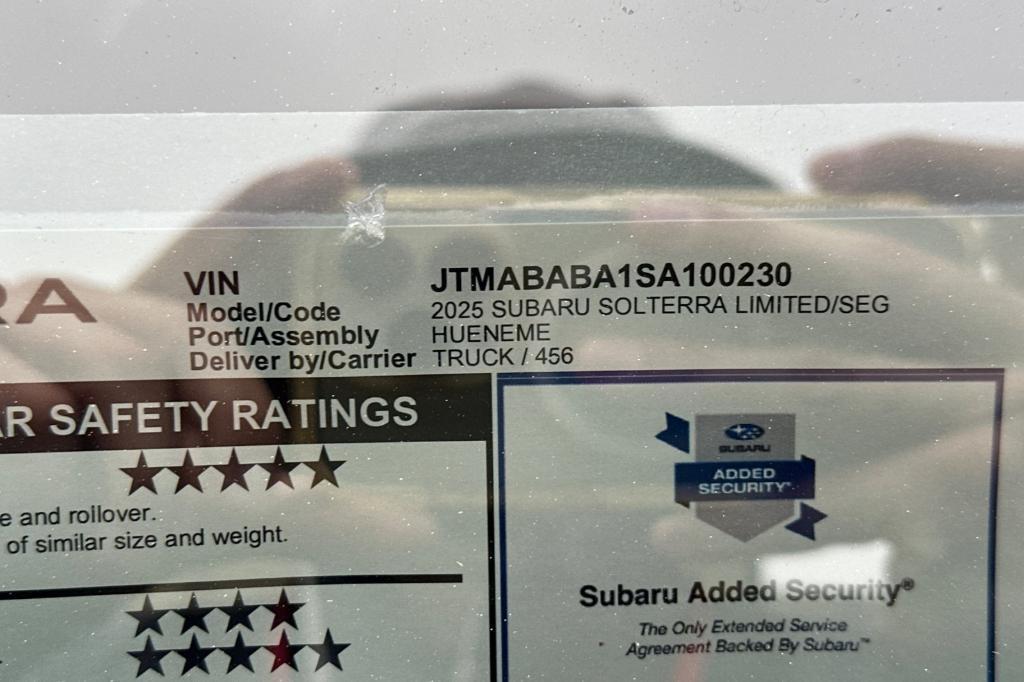 RA
VIN JTMABABA1SA100230
Model/Code 2025 SUBARU SOLTERRA LIMITED/SEG
Port/Assembly HUENEME
Deliver by/Carrier TRUCK / 456
AR SAFETY RATINGS
★★★★★
e and rollover.
of similar size and weight.
★★★★
★★★★★
SUBARU
ADDED
SECURITY
Subaru Added Security®
The Only Extended Service
Agreement Backed By Subaru™